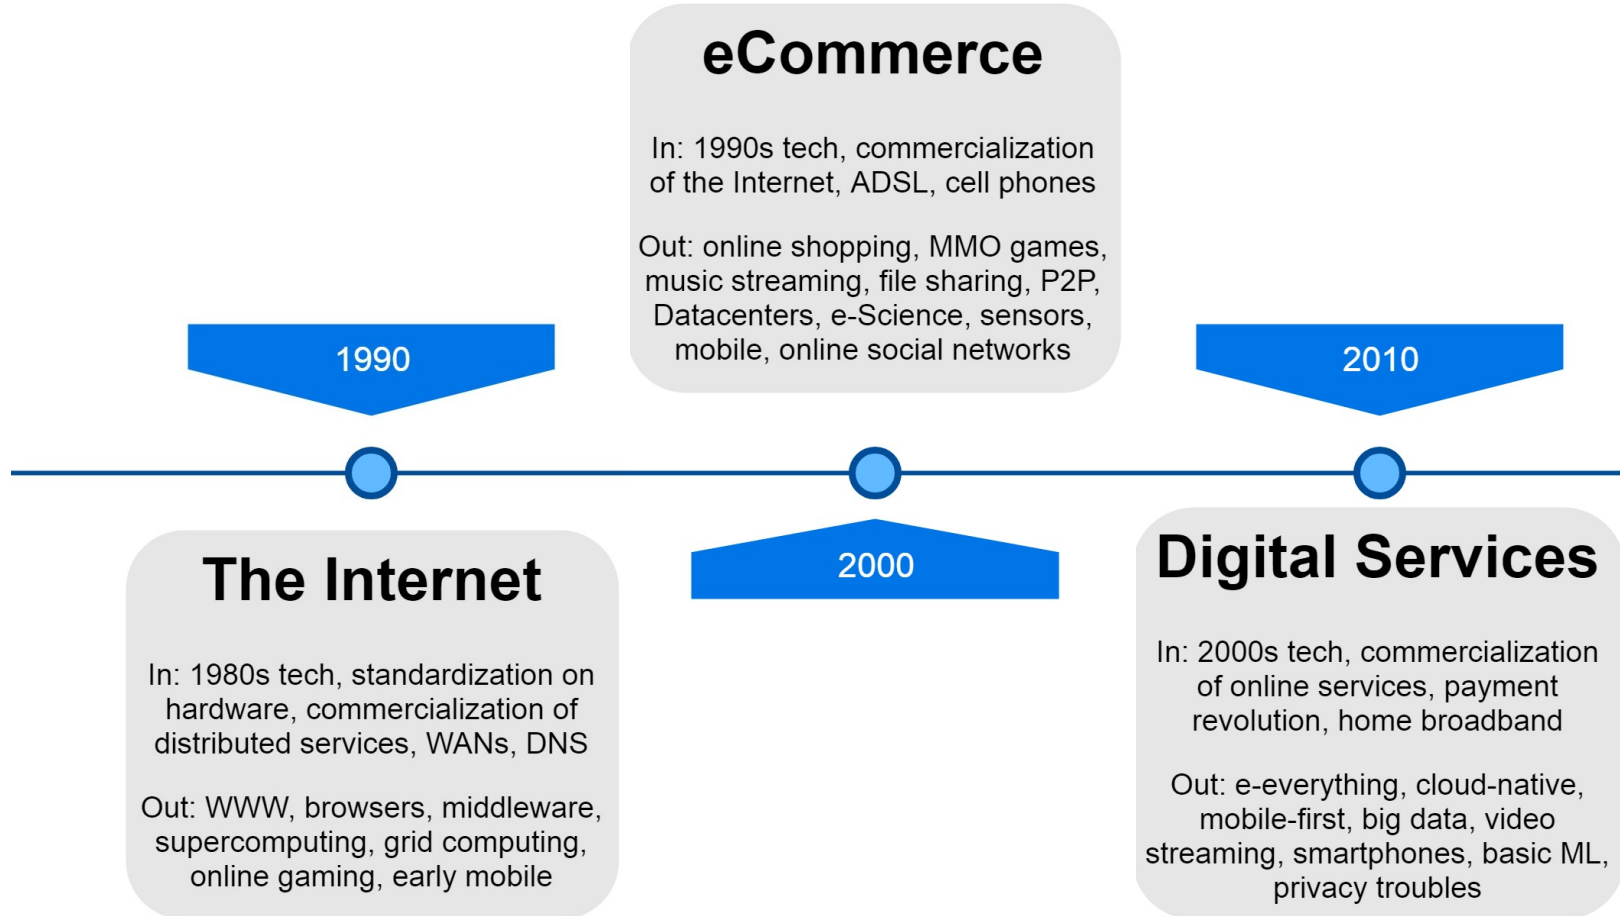 eCommerce
In: 1990s tech, commercialization
of the Internet, ADSL, cell phones
Out: online shopping, MMO games,
music streaming, file sharing, P2P,
Datacenters, e-Science, sensors,
mobile, online social networks
1990
2010
2000
The Internet
In: 1980s tech, standardization on
hardware, commercialization of
distributed services, WANs, DNS
Out: WWW, browsers, middleware,
supercomputing, grid computing,
online gaming, early mobile
Digital Services
In: 2000s tech, commercialization
of online services, payment
revolution, home broadband
Out: e-everything, cloud-native,
mobile-first, big data, video
streaming, smartphones, basic ML,
privacy troubles